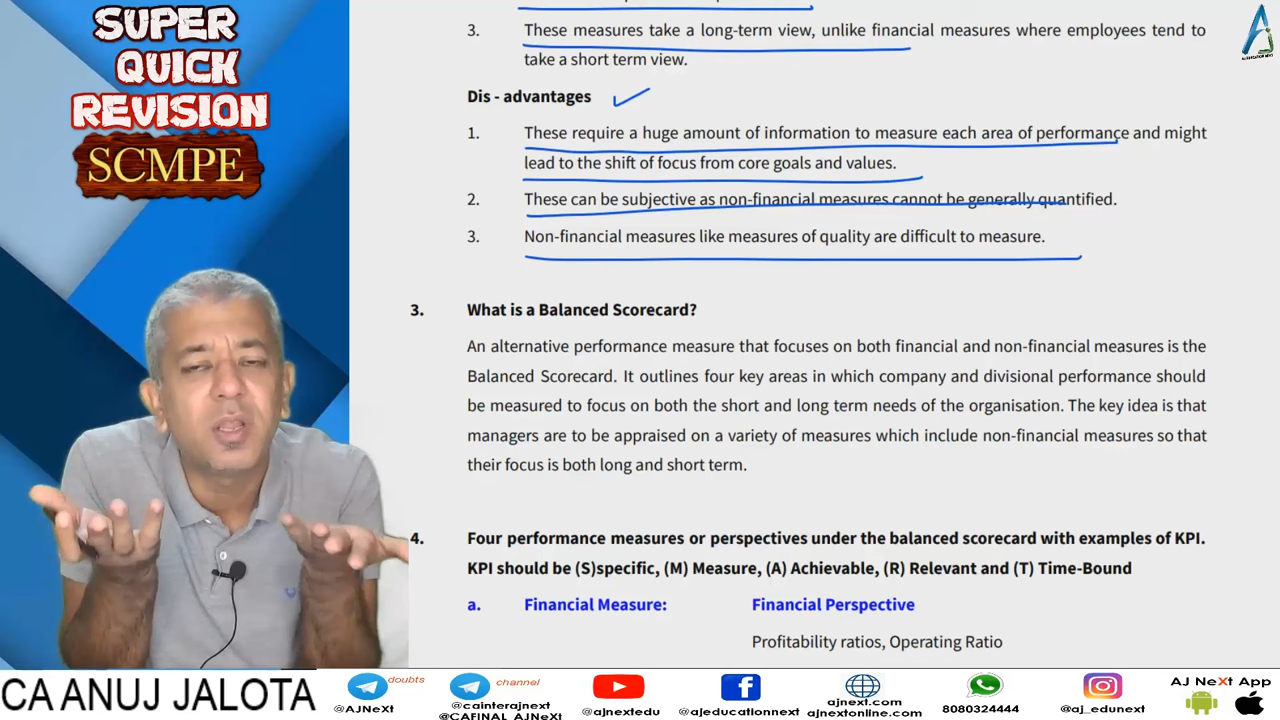 SUPER
QUICK
REVISION
SCMPE
3. These measures take a long-term view, unlike financial measures where employees tend to
take a short term view.
Dis - advantages
1. These require a huge amount of information to measure each area of performance and might
lead to the shift of focus from core goals and values.
2. These can be subjective as non-financial measures cannot be generally quantified.
3. Non-financial measures like measures of quality are difficult to measure.
3. What is a Balanced Scorecard?
An alternative performance measure that focuses on both financial and non-financial measures is the
Balanced Scorecard. It outlines four key areas in which company and divisional performance should
be measured to focus on both the short and long term needs of the organisation. The key idea is that
managers are to be appraised on a variety of measures which include non-financial measures so that
their focus is both long and short term.
4. Four performance measures or perspectives under the balanced scorecard with examples of KPI.
KPI should be (S)specific, (M) Measure, (A) Achievable, (R) Relevant and (T) Time-Bound
a. Financial Measure: Financial Perspective
Profitability ratios, Operating Ratio
CA ANUJ JALOTA
doubts
@AJNeXt
channel
@cainterajnext
@CAFINAL_AJNeXt
@ajnextedu
@ajeducationnext
ajnext.com
ajnextonline.com
8080324444
@aj_edunext
AJ NeXt App